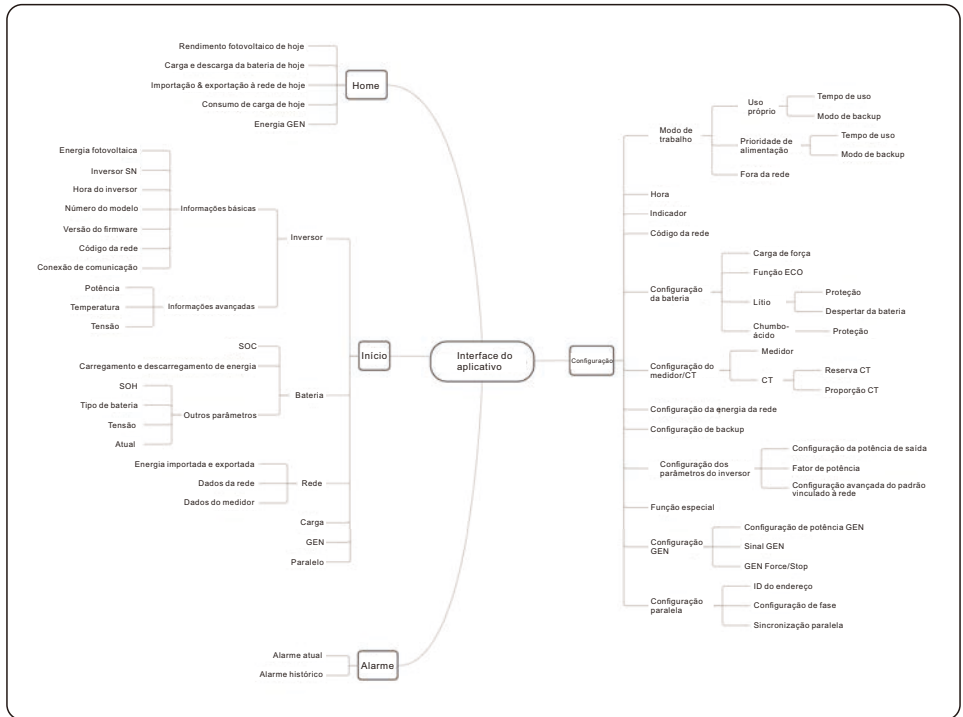 Rendimento fotovoltaico de hoje
Carga e descarga da bateria de hoje
Importação & exportação à rede de hoje
Consumo de carga de hoje
Energia GEN
Home
Energia fotovoltaica
Inversor SN
Hora do inversor
Número do modelo
Versão do firmware
Código da rede
Conexão de comunicação
Informações básicas
Potência
Temperatura
Tensão
Informações avançadas
Inversor
SOC
Carregamento e descarregamento de energia
SOH
Tipo de bateria
Tensão
Atual
Outros parâmetros
Bateria
Energia importada e exportada
Dados da rede
Dados do medidor
Rede
Carga
GEN
Paralelo
Início
Alarme atual
Alarme histórico
Alarme
Interface do
aplicativo
Configuração
Modo de
trabalho
Uso
próprio
Tempo de uso
Modo de backup
Prioridade de
alimentação
Tempo de uso
Modo de backup
Fora da rede
Hora
Indicador
Código da rede
Configuração
da bateria
Carga de força
Função ECO
Lítio
Proteção
Despertar da bateria
Chumbo-
ácido
Proteção
Configuração do
medidor/CT
Medidor
CT
Reserva CT
Proporção CT
Configuração da energia da rede
Configuração de backup
Configuração dos
parâmetros do inversor
Configuração da potência de saída
Fator de potência
Configuração avançada do padrão
vinculado à rede
Função especial
Configuração
GEN
Configuração de potência GEN
Sinal GEN
GEN Force/Stop
Configuração
paralela
ID do endereço
Configuração de fase
Sincronização paralela